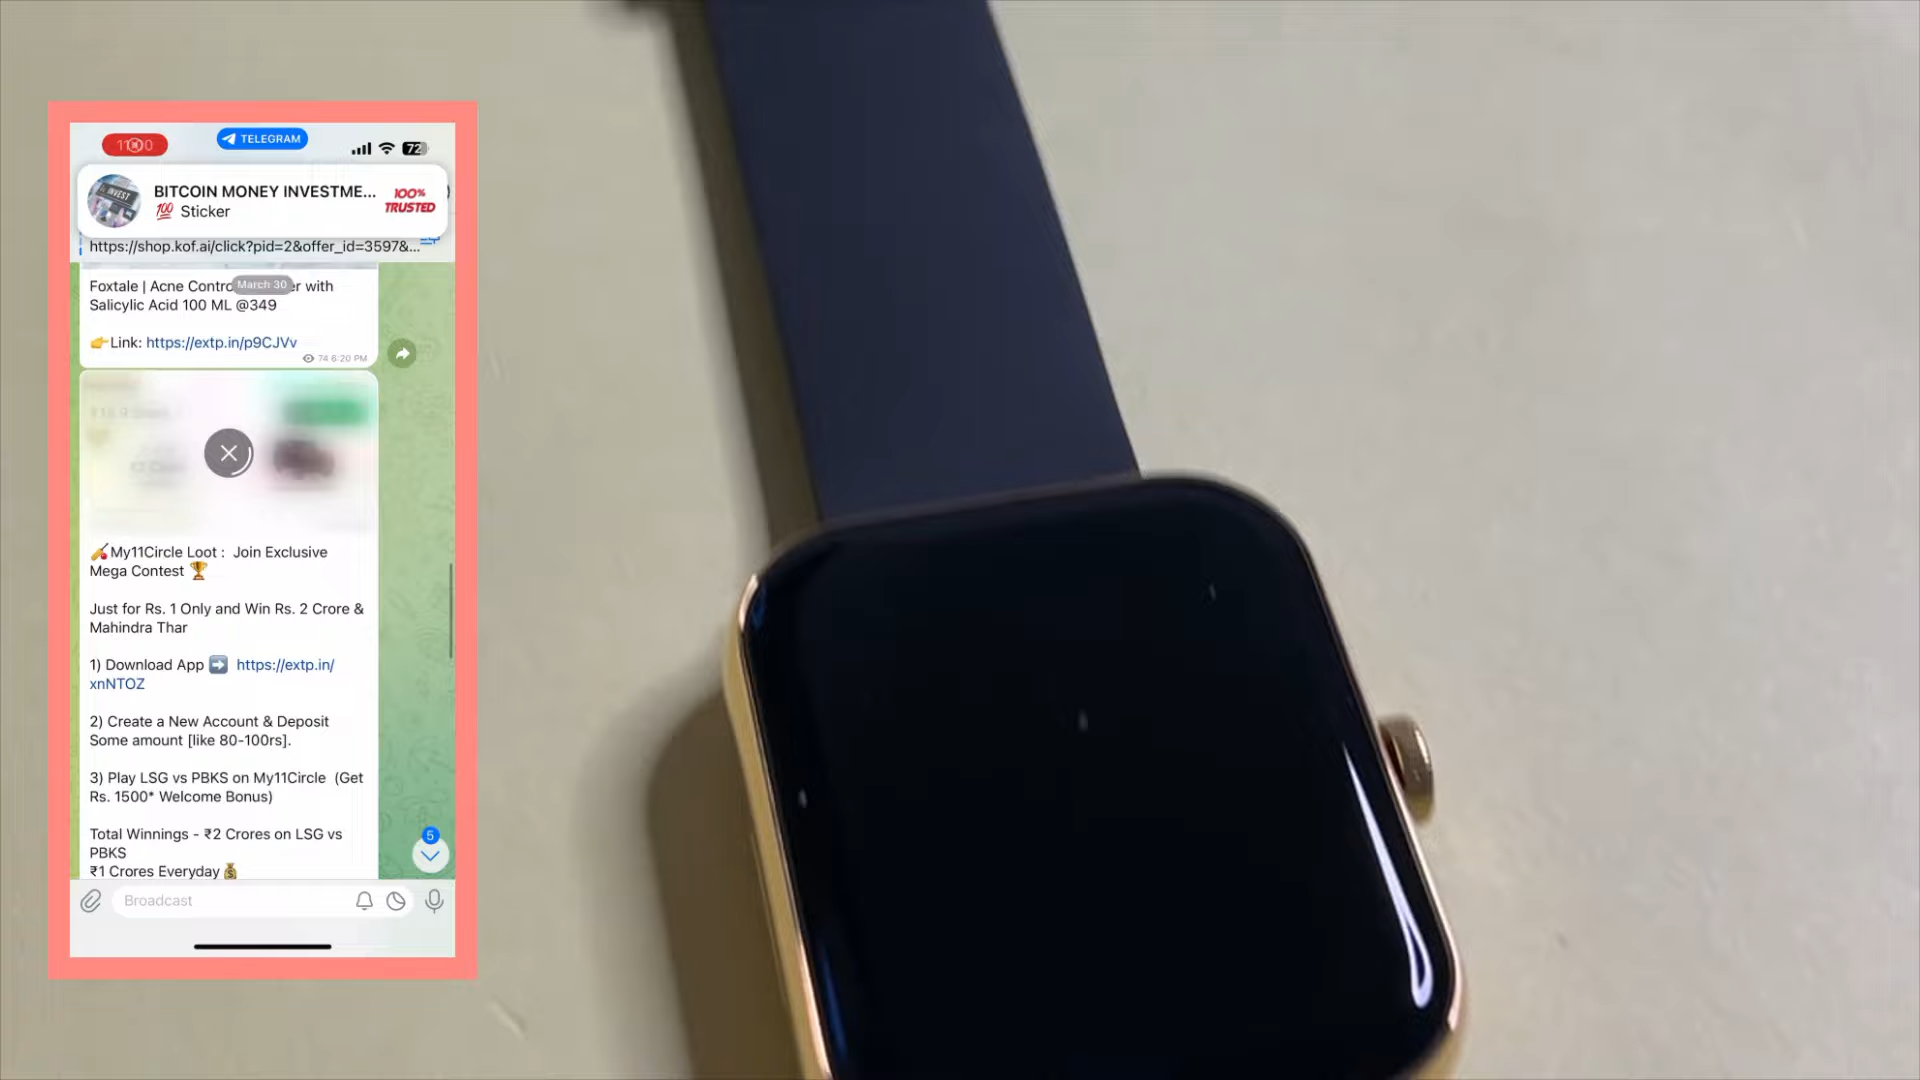 TELEGRAM
72
BITCOIN MONEY INVESTME...
💯 Sticker
100%
TRUSTED
INVEST
https://shop.kof.ai/click?pid=2&offer_id=3597&...
March 30
Foxtale | Acne Contro er with
Salicylic Acid 100 ML @349
👉Link: https://extp.in/p9CJVv
74 6:20 PM
🏏My11Circle Loot : Join Exclusive
Mega Contest 🏆
Just for Rs. 1 Only and Win Rs. 2 Crore &
Mahindra Thar
1) Download App ➡️ https://extp.in/
xnNTOZ
2) Create a New Account & Deposit
Some amount [like 80-100rs].
3) Play LSG vs PBKS on My11Circle (Get
Rs. 1500* Welcome Bonus)
Total Winnings - ₹2 Crores on LSG vs
PBKS
₹1 Crores Everyday 💰
5
Broadcast